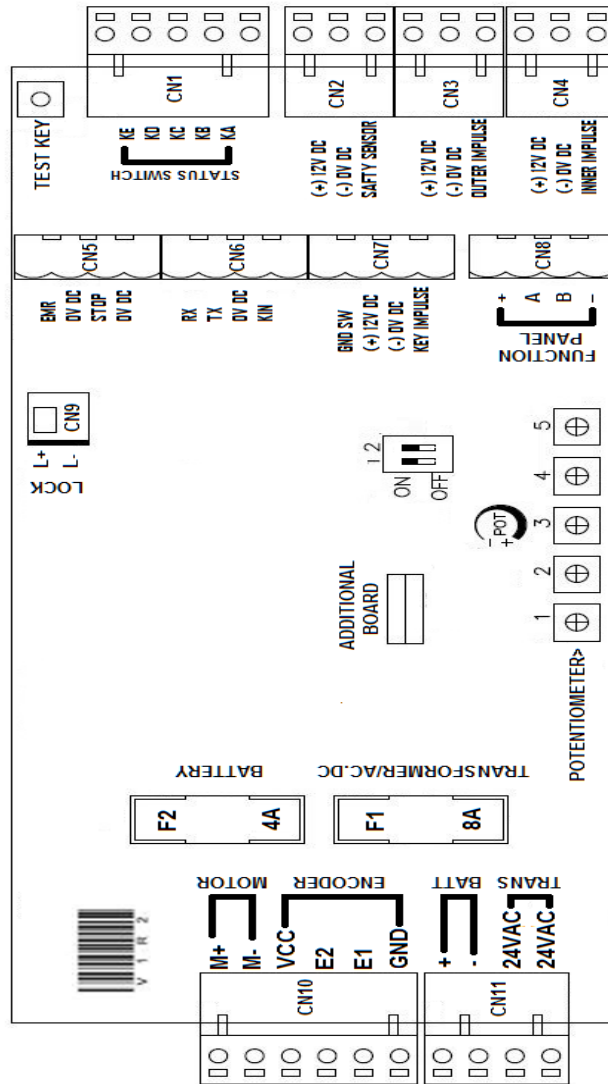 TEST KEY
CN1
KE
KD
KC
KB
KA
STATUS SWITCH
CN2
(+) 12V DC
(-) 0V DC
SAFTY SENSOR
CN3
(+) 12V DC
(-) 0V DC
OUTER IMPULSE
CN4
(+) 12V DC
(-) 0V DC
INNER IMPULSE
CN5
EMR
0V DC
STOP
0V DC
CN6
RX
TX
0V DC
KIN
CN7
GND SW
(+) 12V DC
(-) 0V DC
KEY IMPULSE
CN8
+
A
B
-
FUNCTION
PANEL
CN9
L+
L-
LOCK
1 2
ON
OFF
ADDITIONAL
BOARD
- POT +
1
2
3
4
5
POTENTIOMETER>
BATTERY
F2
4A
TRANSFORMER/AC.DC
F1
8A
V 1 R 2
MOTOR
M+
M-
ENCODER
VCC
E2
E1
GND
CN10
BATT
+
-
TRANS
24VAC
24VAC
CN11